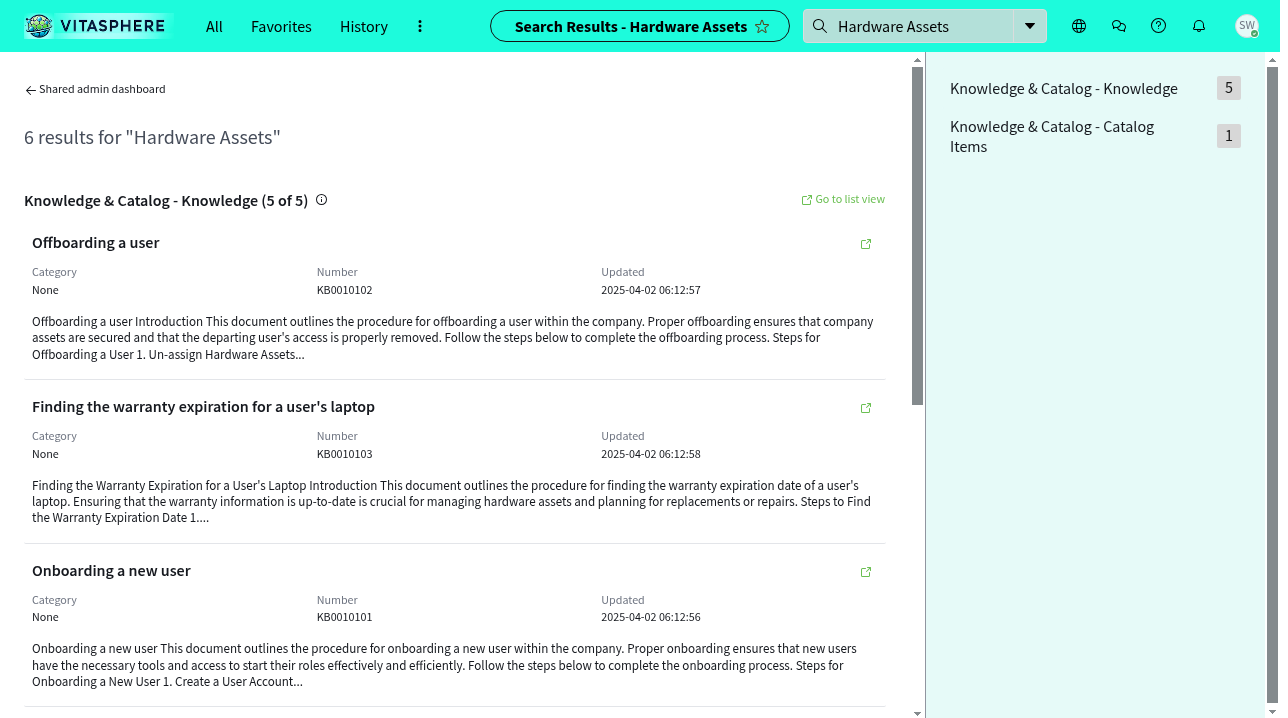 VITASPHERE
All
Favorites
History
Search Results - Hardware Assets
Hardware Assets
SW
Shared admin dashboard
6 results for "Hardware Assets"
Knowledge & Catalog - Knowledge (5 of 5)
Go to list view
Offboarding a user
Category
Number
Updated
None
KB0010102
2025-04-02 06:12:57
Offboarding a user Introduction This document outlines the procedure for offboarding a user within the company. Proper offboarding ensures that company
assets are secured and that the departing user's access is properly removed. Follow the steps below to complete the offboarding process. Steps for
Offboarding a User 1. Un-assign Hardware Assets...
Finding the warranty expiration for a user's laptop
Category
Number
Updated
None
KB0010103
2025-04-02 06:12:58
Finding the Warranty Expiration for a User's Laptop Introduction This document outlines the procedure for finding the warranty expiration date of a user's
laptop. Ensuring that the warranty information is up-to-date is crucial for managing hardware assets and planning for replacements or repairs. Steps to Find
the Warranty Expiration Date 1....
Onboarding a new user
Category
Number
Updated
None
KB0010101
2025-04-02 06:12:56
Onboarding a new user This document outlines the procedure for onboarding a new user within the company. Proper onboarding ensures that new users
have the necessary tools and access to start their roles effectively and efficiently. Follow the steps below to complete the onboarding process. Steps for
Onboarding a New User 1. Create a User Account...
Knowledge & Catalog - Knowledge
5
Knowledge & Catalog - Catalog
Items
1